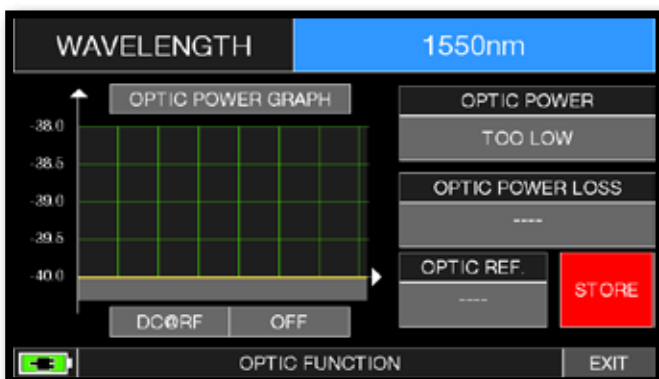 WAVELENGTH
1550nm
OPTIC POWER GRAPH
-38.0
-38.5
-39.0
-39.5
-40.0
DC@RF
OFF
OPTIC POWER
TOO LOW
OPTIC POWER LOSS
----
OPTIC REF.
----
STORE
OPTIC FUNCTION
EXIT